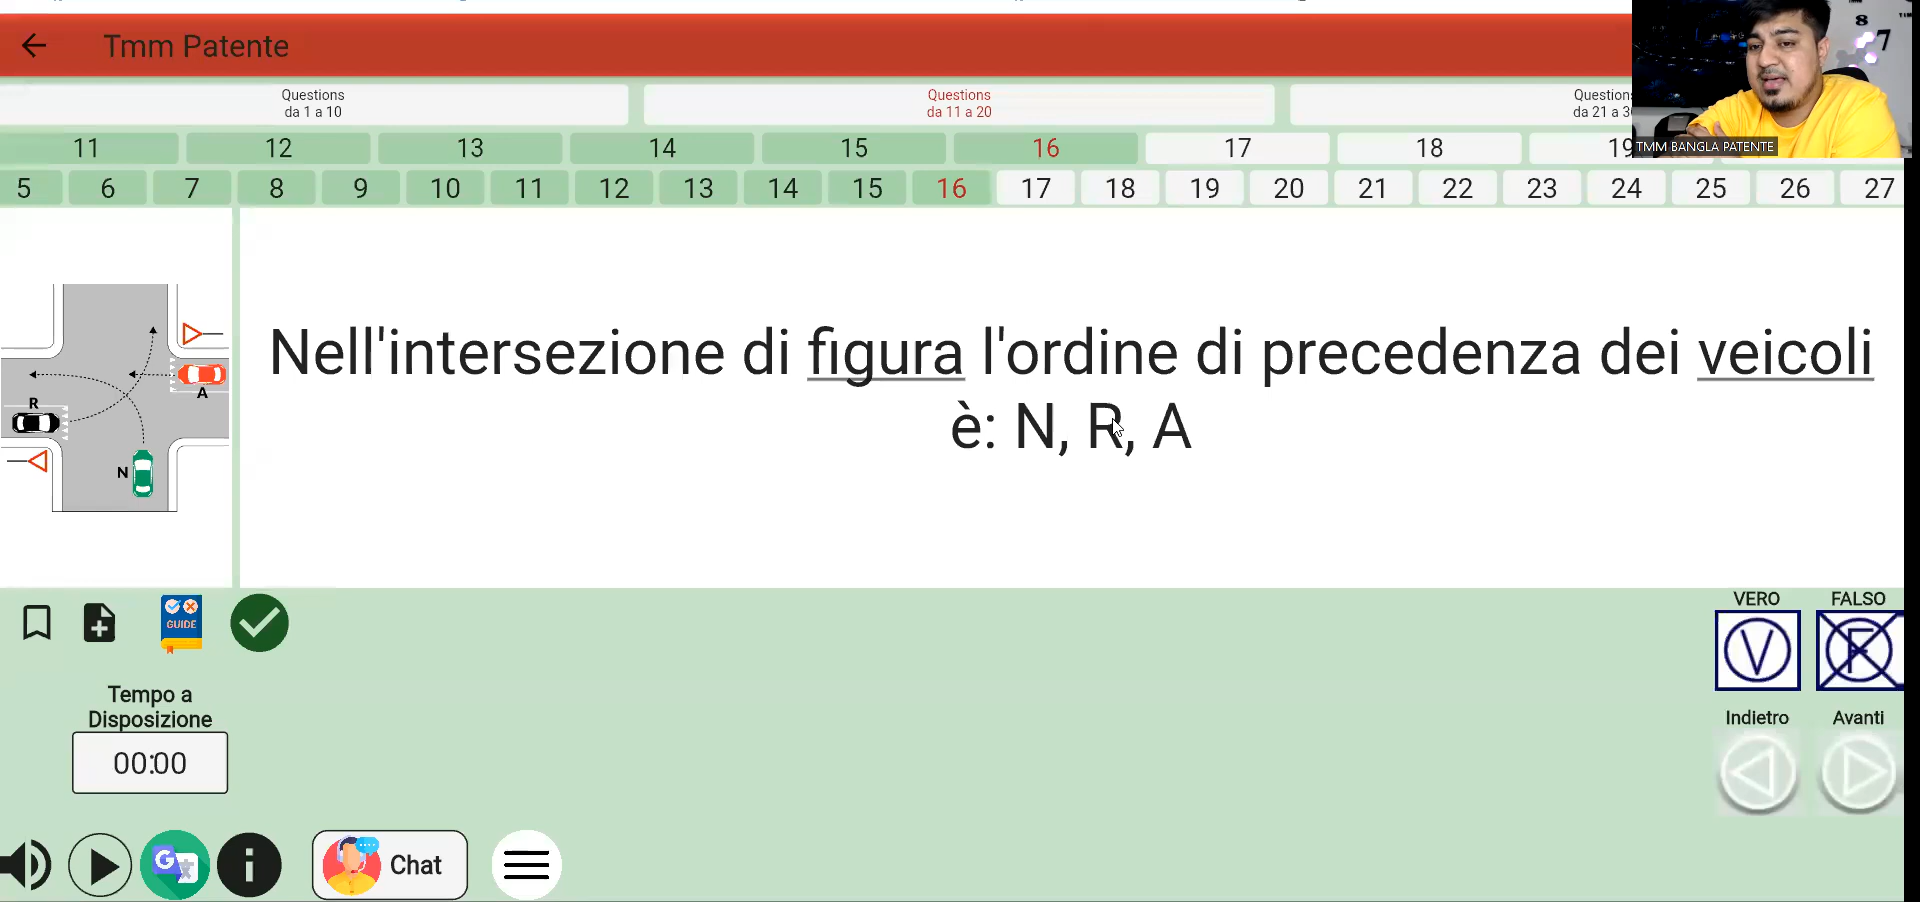 Tmm Patente
8
7
TMM BANGLA PATENTE
Questions
da 1 a 10
Questions
da 11 a 20
Questions
da 21 a
11 12 13 14 15 16 17 18 19
5 6 7 8 9 10 11 12 13 14 15 16 17 18 19 20 21 22 23 24 25 26 27
R
A
N
Nell'intersezione di figura l'ordine di precedenza dei veicoli
è: N, R, A
GUIDE
VERO FALSO
V F
Tempo a
Disposizione
00:00
Indietro Avanti
G
i
Chat